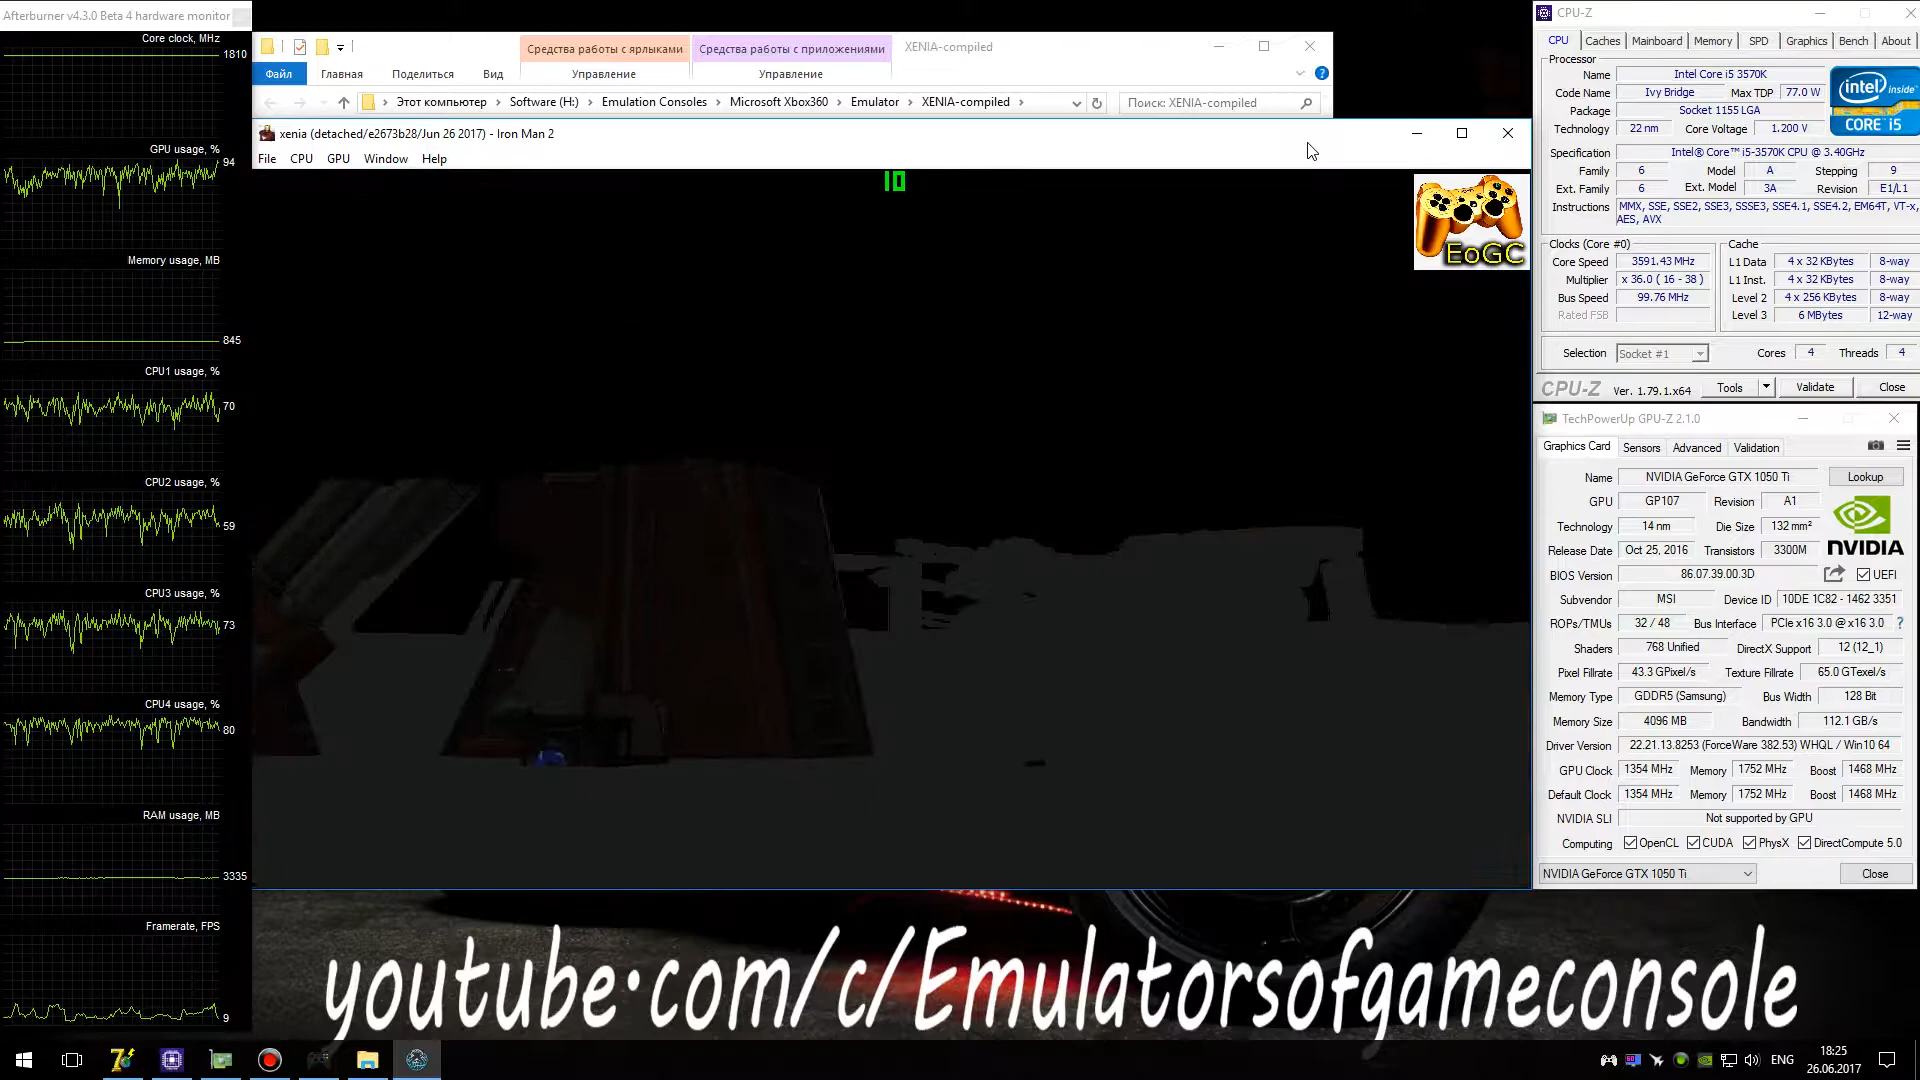 Afterburner v4.3.0 Beta 4 hardware monitor
Core clock, MHz
1810
GPU usage, %
94
Memory usage, MB
845
CPU1 usage, %
70
CPU2 usage, %
59
CPU3 usage, %
73
CPU4 usage, %
80
RAM usage, MB
3335
Framerate, FPS
9
Средства работы с ярлыками
Средства работы с приложениями
XENIA-compiled
Файл
Главная
Поделиться
Вид
Управление
Управление
Этот компьютер > Software (H:) > Emulation Consoles > Microsoft Xbox360 > Emulator > XENIA-compiled >
Поиск: XENIA-compiled
xenia (detached/e2673b28/Jun 26 2017) - Iron Man 2
File CPU GPU Window Help
10
EoGC
CPU-Z
CPU Caches Mainboard Memory SPD Graphics Bench About
Processor
Name Intel Core i5 3570K
Code Name Ivy Bridge Max TDP 77.0 W
Package Socket 1155 LGA
Technology 22 nm Core Voltage 1.200 V
intel inside™
CORE i5
Specification Intel® Core™ i5-3570K CPU @ 3.40GHz
Family 6 Model A Stepping 9
Ext. Family 6 Ext. Model 3A Revision E1/L1
Instructions MMX, SSE, SSE2, SSE3, SSSE3, SSE4.1, SSE4.2, EM64T, VT-x,
AES, AVX
Clocks (Core #0)
Core Speed 3591.43 MHz
Multiplier x 36.0 ( 16 - 38 )
Bus Speed 99.76 MHz
Rated FSB
Cache
L1 Data 4 x 32 KBytes 8-way
L1 Inst. 4 x 32 KBytes 8-way
Level 2 4 x 256 KBytes 8-way
Level 3 6 MBytes 12-way
Selection Socket #1 Cores 4 Threads 4
CPU-Z Ver. 1.79.1.x64 Tools Validate Close
TechPowerUp GPU-Z 2.1.0
Graphics Card Sensors Advanced Validation
Name NVIDIA GeForce GTX 1050 Ti Lookup
GPU GP107 Revision A1
Technology 14 nm Die Size 132 mm²
Release Date Oct 25, 2016 Transistors 3300M
NVIDIA
BIOS Version 86.07.39.00.3D UEFI
Subvendor MSI Device ID 10DE 1C82 - 1462 3351
ROPs/TMUs 32 / 48 Bus Interface PCIe x16 3.0 @ x16 3.0 ?
Shaders 768 Unified DirectX Support 12 (12_1)
Pixel Fillrate 43.3 GPixel/s Texture Fillrate 65.0 GTexel/s
Memory Type GDDR5 (Samsung) Bus Width 128 Bit
Memory Size 4096 MB Bandwidth 112.1 GB/s
Driver Version 22.21.13.8253 (ForceWare 382.53) WHQL / Win10 64
GPU Clock 1354 MHz Memory 1752 MHz Boost 1468 MHz
Default Clock 1354 MHz Memory 1752 MHz Boost 1468 MHz
NVIDIA SLI Not supported by GPU
Computing OpenCL CUDA PhysX DirectCompute 5.0
NVIDIA GeForce GTX 1050 Ti Close
youtube.com/c/Emulatorsofgameconsole
ENG
18:25
26.06.2017